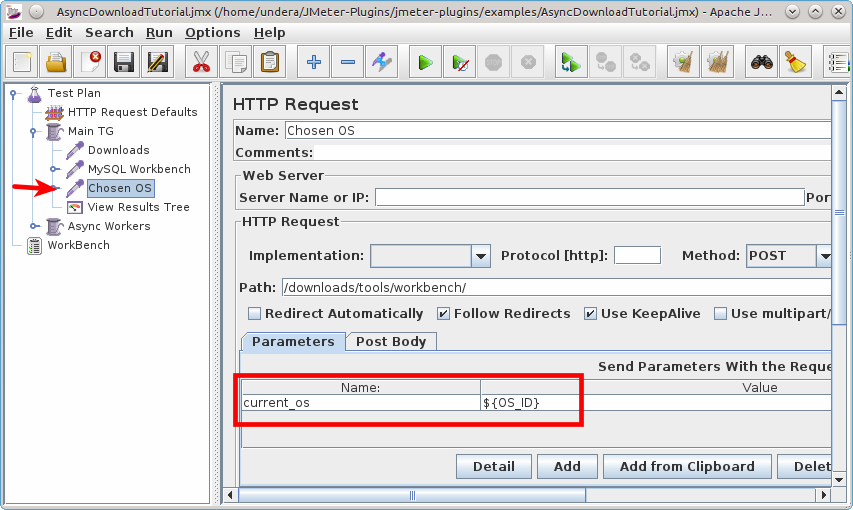 AsyncDownloadTutorial.jmx (/home/undera/JMeter-Plugins/jmeter-plugins/examples/AsyncDownloadTutorial.jmx) - Apache J...
File Edit Search Run Options Help
Test Plan
HTTP Request Defaults
Main TG
Downloads
MySQL Workbench
Chosen OS
View Results Tree
Async Workers
WorkBench
HTTP Request
Name: Chosen OS
Comments:
Web Server
Server Name or IP: Por
HTTP Request
Implementation: Protocol [http]: Method: POST
Path: /downloads/tools/workbench/
Redirect Automatically Follow Redirects Use KeepAlive Use multipart/
Parameters Post Body
Send Parameters With the Reque
Name: Value
current_os ${OS_ID}
Detail Add Add from Clipboard Delet